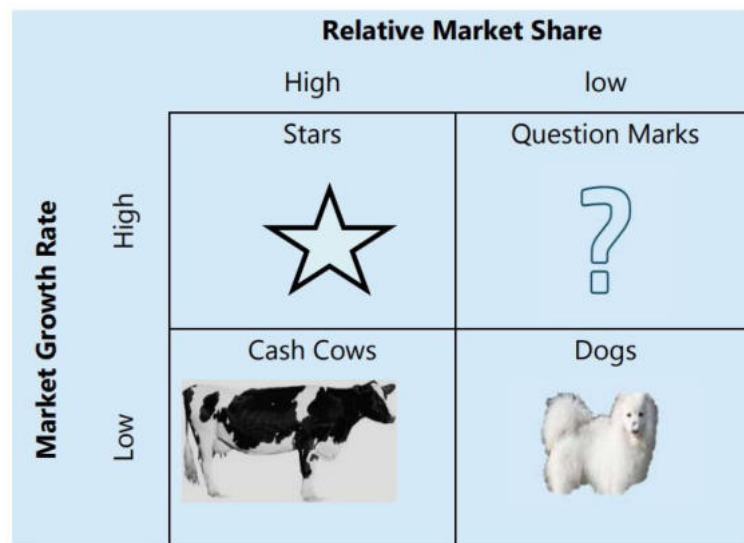 Relative Market Share
High
low
Stars
Question Marks
Market Growth Rate
High
?
Cash Cows
Dogs
Low